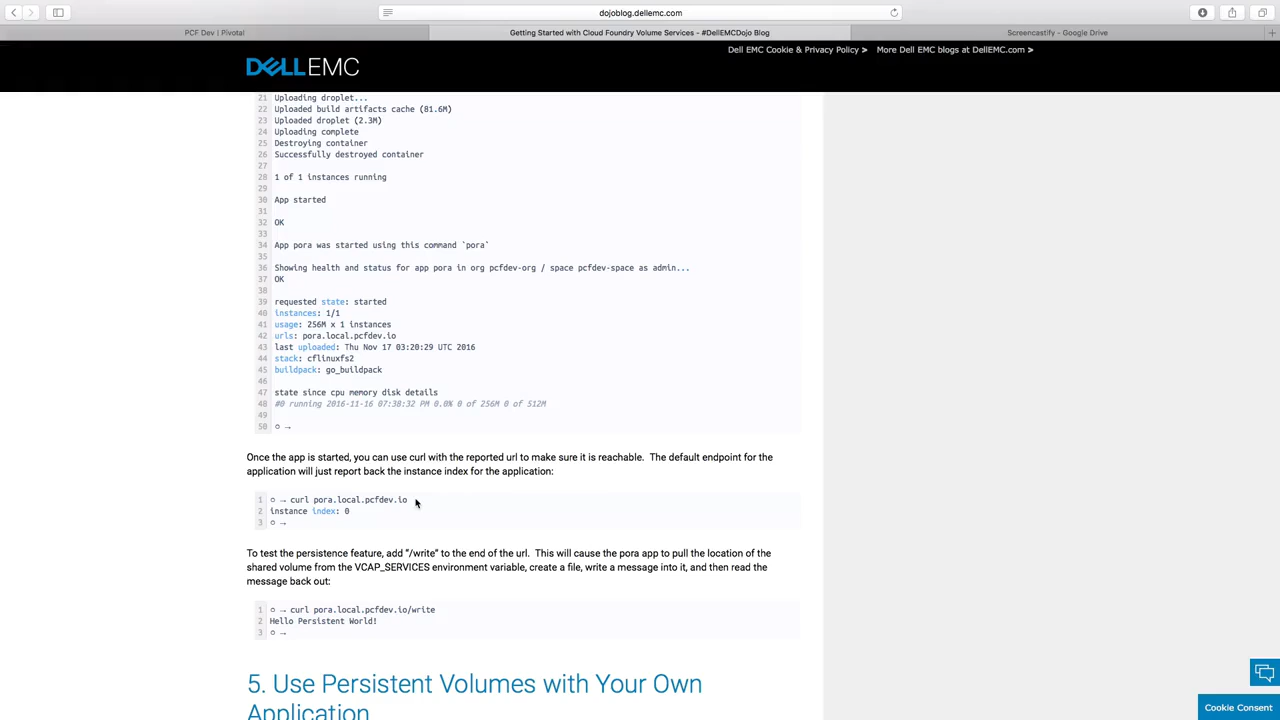 dojoblog.dellemc.com
PCF Dev | Pivotal
Getting Started with Cloud Foundry Volume Services - #DellEMCDojo Blog
Screencastify - Google Drive
Dell EMC Cookie & Privacy Policy >
More Dell EMC blogs at DellEMC.com >
DELLEMC
21 Uploading droplet...
22 Uploaded build artifacts cache (81.6M)
23 Uploaded droplet (2.3M)
24 Uploading complete
25 Destroying container
26 Successfully destroyed container
27
28 1 of 1 instances running
29
30 App started
31
32 OK
33
34 App pora was started using this command `pora`
35
36 Showing health and status for app pora in org pcfdev-org / space pcfdev-space as admin...
37 OK
38
39 requested state: started
40 instances: 1/1
41 usage: 256M x 1 instances
42 urls: pora.local.pcfdev.io
43 last uploaded: Thu Nov 17 03:20:29 UTC 2016
44 stack: cflinuxfs2
45 buildpack: go_buildpack
46
47 state since cpu memory disk details
48 #0 running 2016-11-16 07:38:32 PM 0.0% 0 of 256M 0 of 512M
49
50 ○ →
Once the app is started, you can use curl with the reported url to make sure it is reachable. The default endpoint for the
application will just report back the instance index for the application:
1 ○ → curl pora.local.pcfdev.io
2 instance index: 0
3 ○ →
To test the persistence feature, add "/write" to the end of the url. This will cause the pora app to pull the location of the
shared volume from the VCAP_SERVICES environment variable, create a file, write a message into it, and then read the
message back out:
1 ○ → curl pora.local.pcfdev.io/write
2 Hello Persistent World!
3 ○ →
5. Use Persistent Volumes with Your Own
Application
Cookie Consent